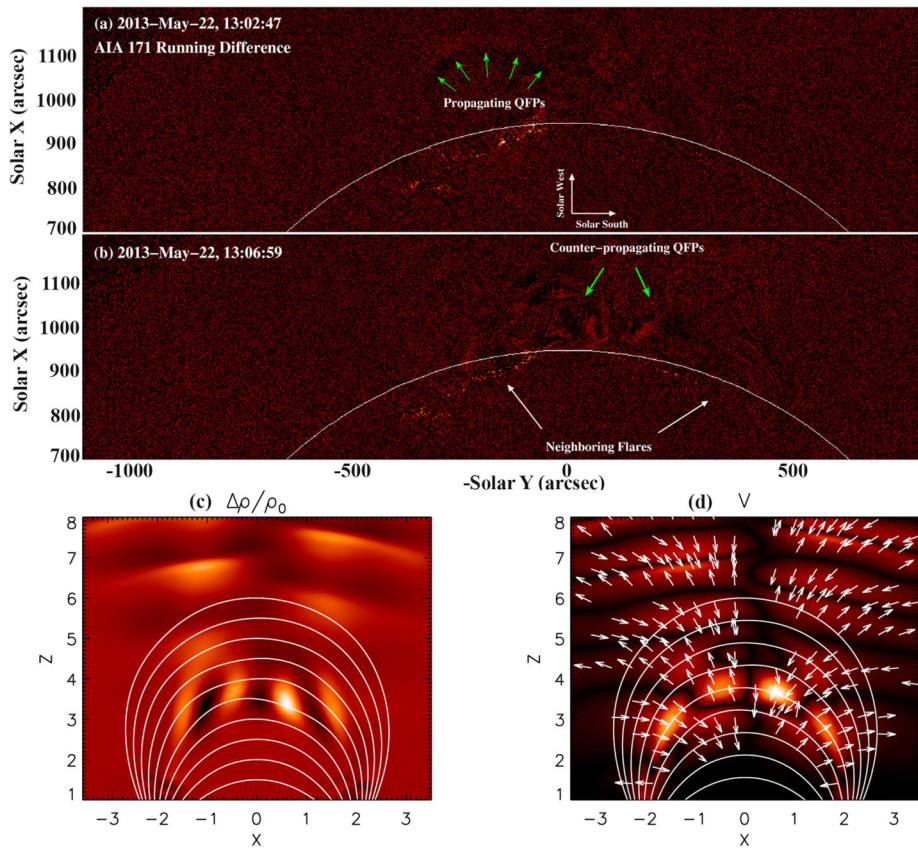 (a) 2013-May-22, 13:02:47
AIA 171 Running Difference
Propagating QFPs
Solar West
Solar South
Solar X (arcsec)
1100
1000
900
800
700
(b) 2013-May-22, 13:06:59
Counter-propagating QFPs
Neighboring Flares
Solar X (arcsec)
1100
1000
900
800
700
-1000 -500 0 500
-Solar Y (arcsec)
(c) Δρ/ρ₀
Z
8
7
6
5
4
3
2
1
-3 -2 -1 0 1 2 3
X
(d) V
Z
8
7
6
5
4
3
2
1
-3 -2 -1 0 1 2 3
X